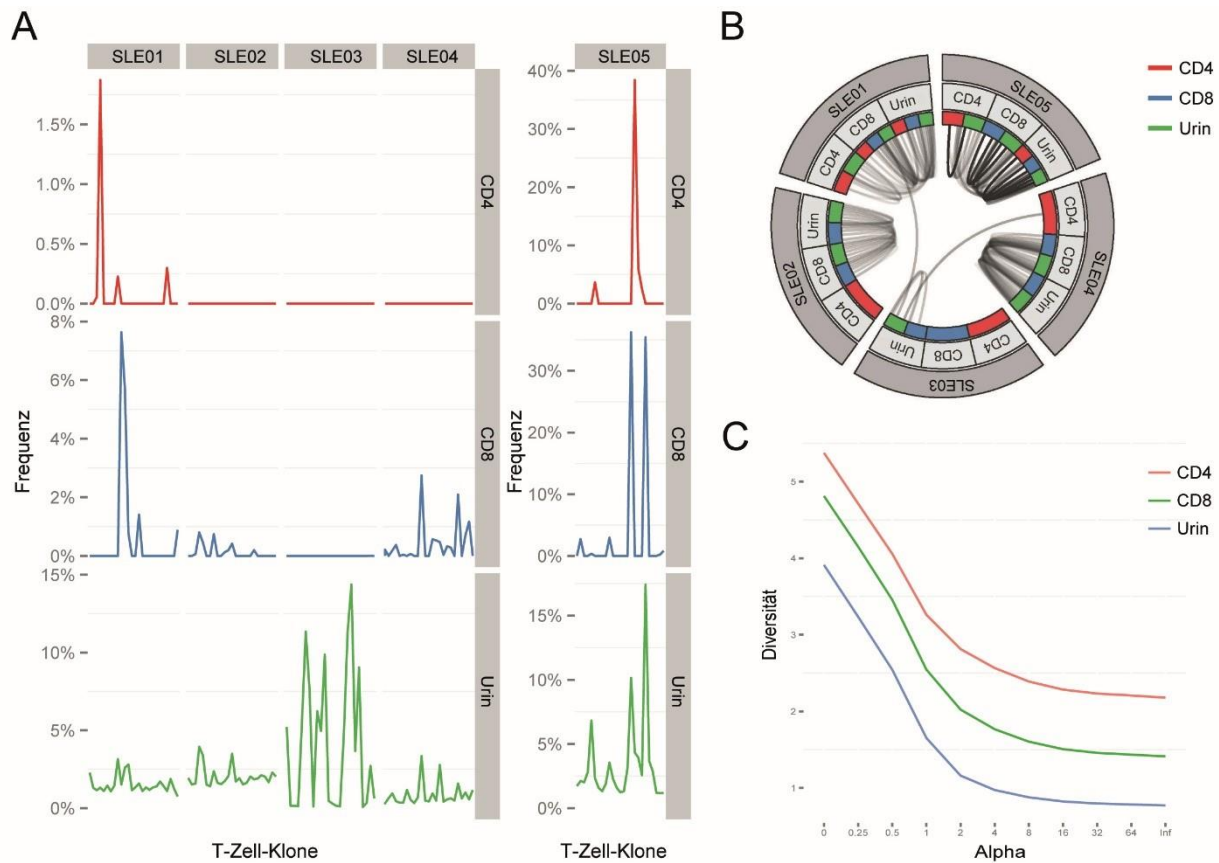 A
SLE01 SLE02 SLE03 SLE04
SLE05
1.5%
1.0%
0.5%
0.0%
CD4
40%
30%
20%
10%
0%
CD4
8%
6%
4%
2%
0%
CD8
30%
20%
10%
0%
CD8
15%
10%
5%
0%
Urin
15%
10%
5%
0%
Urin
Frequenz
Frequenz
T-Zell-Klone
T-Zell-Klone
B
CD4
CD8
Urin
SLE01
CD4
CD8
Urin
SLE05
CD4
CD8
Urin
SLE04
CD4
CD8
Urin
SLE03
CD4
CD8
Urin
SLE02
CD4
CD8
Urin
C
CD4
CD8
Urin
Diversität
5
4
3
2
1
0 0.25 0.5 1 2 4 8 16 32 64 Inf
Alpha